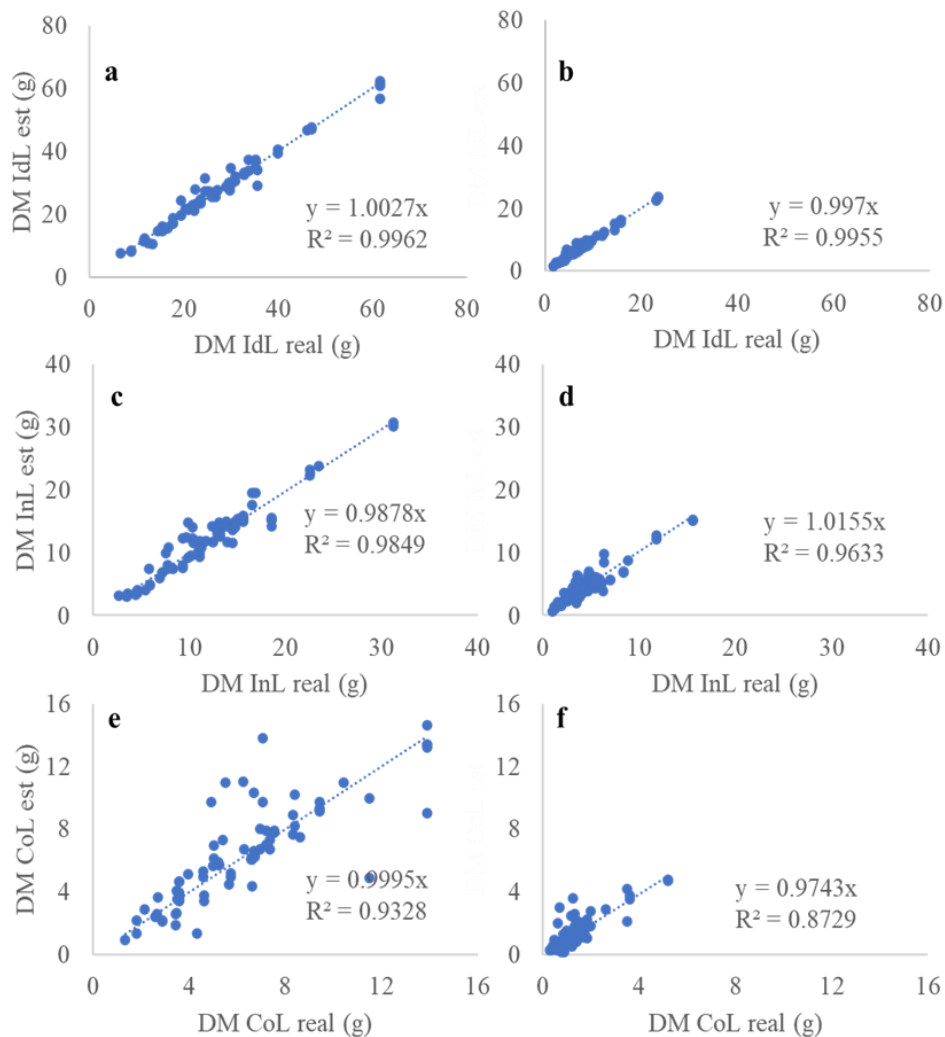 a
80
60
40
20
0
DM IdL est (g)
y = 1.0027x
R² = 0.9962
0 20 40 60 80
DM IdL real (g)
b
80
60
40
20
0
y = 0.997x
R² = 0.9955
0 20 40 60 80
DM IdL real (g)
c
40
30
20
10
0
DM InL est (g)
y = 0.9878x
R² = 0.9849
0 10 20 30 40
DM InL real (g)
d
40
30
20
10
0
y = 1.0155x
R² = 0.9633
0 10 20 30 40
DM InL real (g)
e
16
12
8
4
0
DM CoL est (g)
y = 0.9995x
R² = 0.9328
0 4 8 12 16
DM CoL real (g)
f
16
12
8
4
0
y = 0.9743x
R² = 0.8729
0 4 8 12 16
DM CoL real (g)